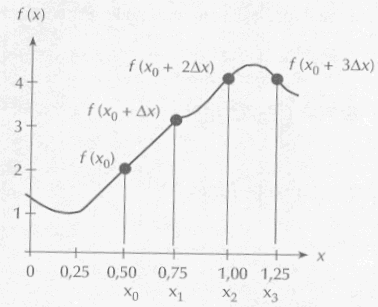 f (x)
f (x₀ + 2Δx)
f (x₀ + 3Δx)
4
f (x₀ + Δx)
3
f (x₀)
2
1
x
0 0,25 0,50 0,75 1,00 1,25
x₀ x₁ x₂ x₃